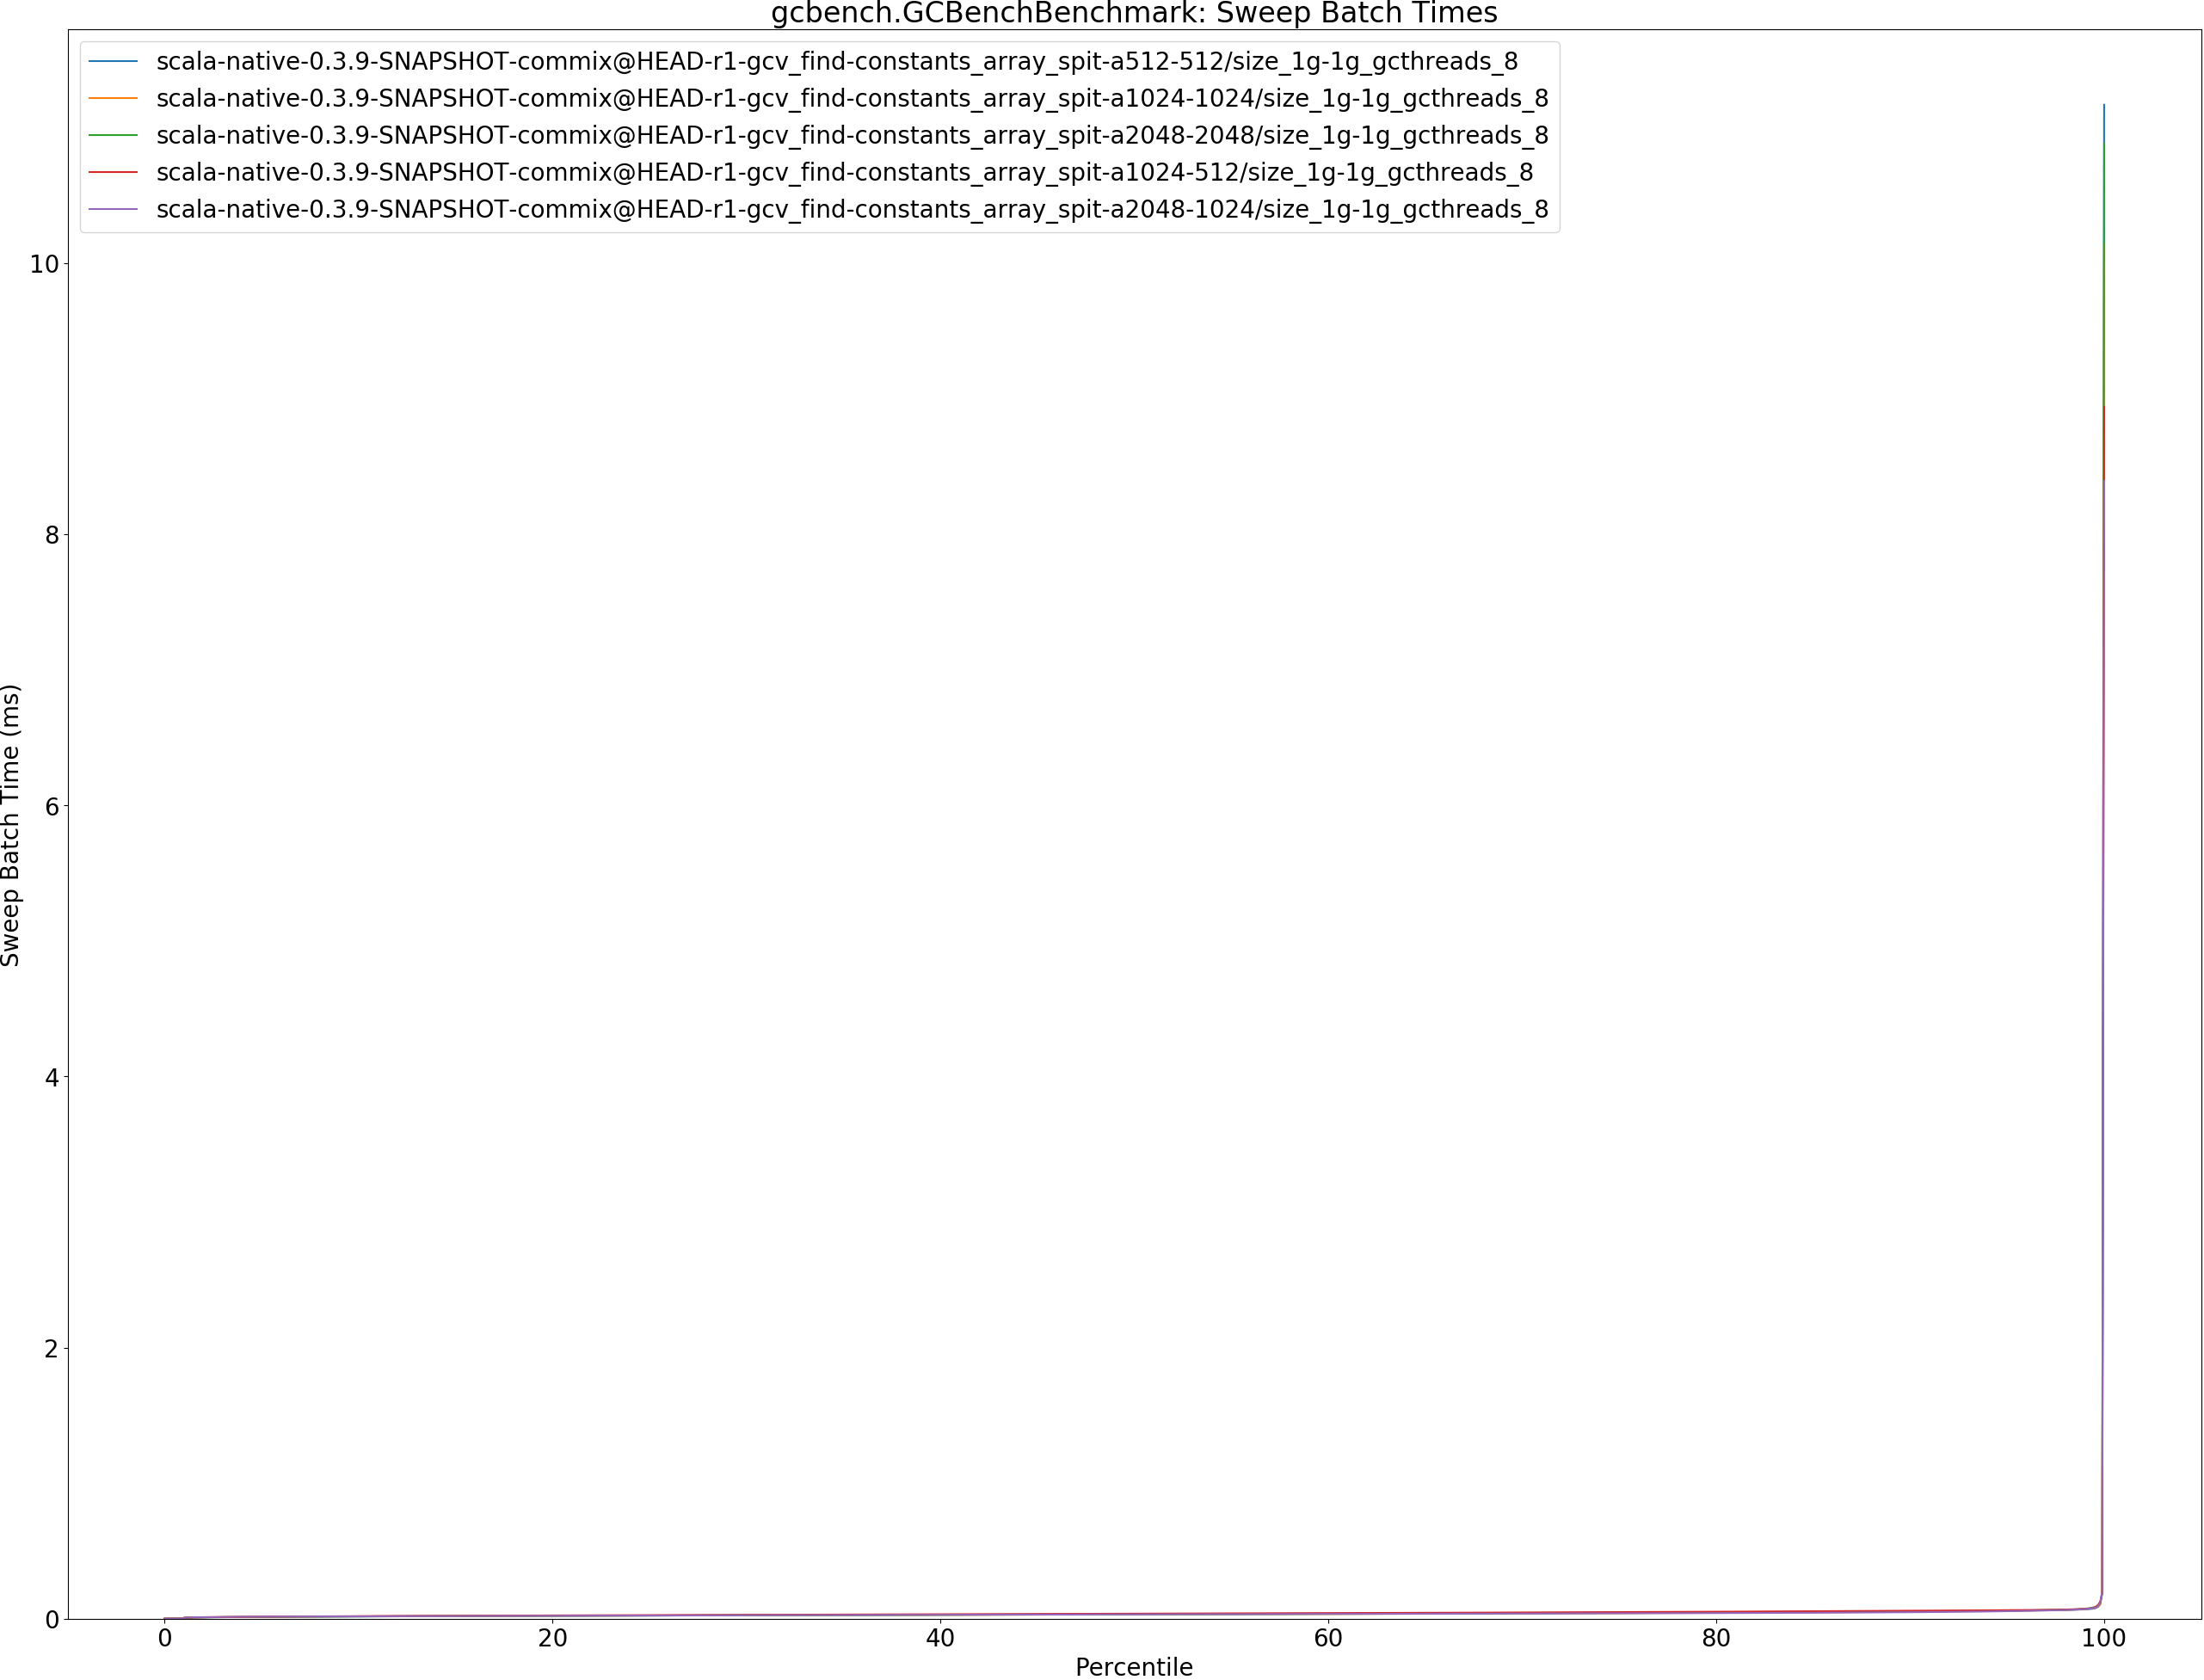 gcbench.GCBenchBenchmark: Sweep Batch Times
scala-native-0.3.9-SNAPSHOT-commix@HEAD-r1-gcv_find-constants_array_spit-a512-512/size_1g-1g_gcthreads_8
scala-native-0.3.9-SNAPSHOT-commix@HEAD-r1-gcv_find-constants_array_spit-a1024-1024/size_1g-1g_gcthreads_8
scala-native-0.3.9-SNAPSHOT-commix@HEAD-r1-gcv_find-constants_array_spit-a2048-2048/size_1g-1g_gcthreads_8
scala-native-0.3.9-SNAPSHOT-commix@HEAD-r1-gcv_find-constants_array_spit-a1024-512/size_1g-1g_gcthreads_8
scala-native-0.3.9-SNAPSHOT-commix@HEAD-r1-gcv_find-constants_array_spit-a2048-1024/size_1g-1g_gcthreads_8
10
8
6
4
2
0
Sweep Batch Time (ms)
0 20 40 60 80 100
Percentile